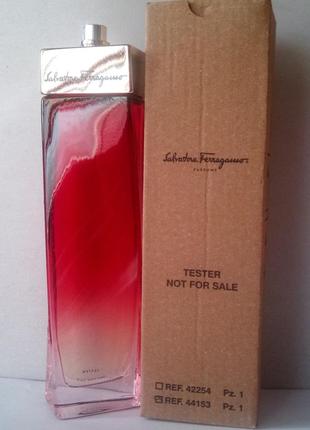 Salvatore Ferragamo
Salvatore Ferragamo
PARFUMS
TESTER
NOT FOR SALE
REF. 42254 Pz. 1
REF. 44153 Pz. 1